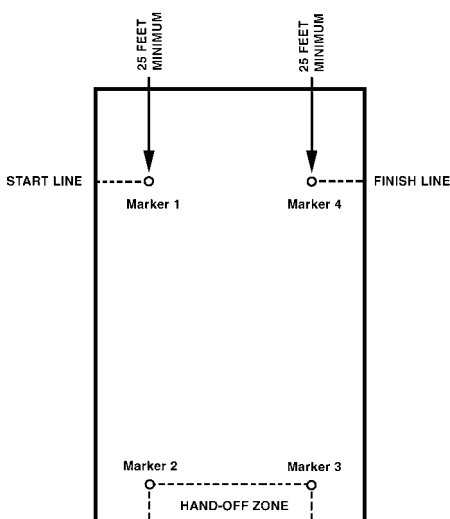 25 FEET
MINIMUM
25 FEET
MINIMUM
START LINE
FINISH LINE
Marker 1
Marker 4
Marker 2
Marker 3
HAND-OFF ZONE